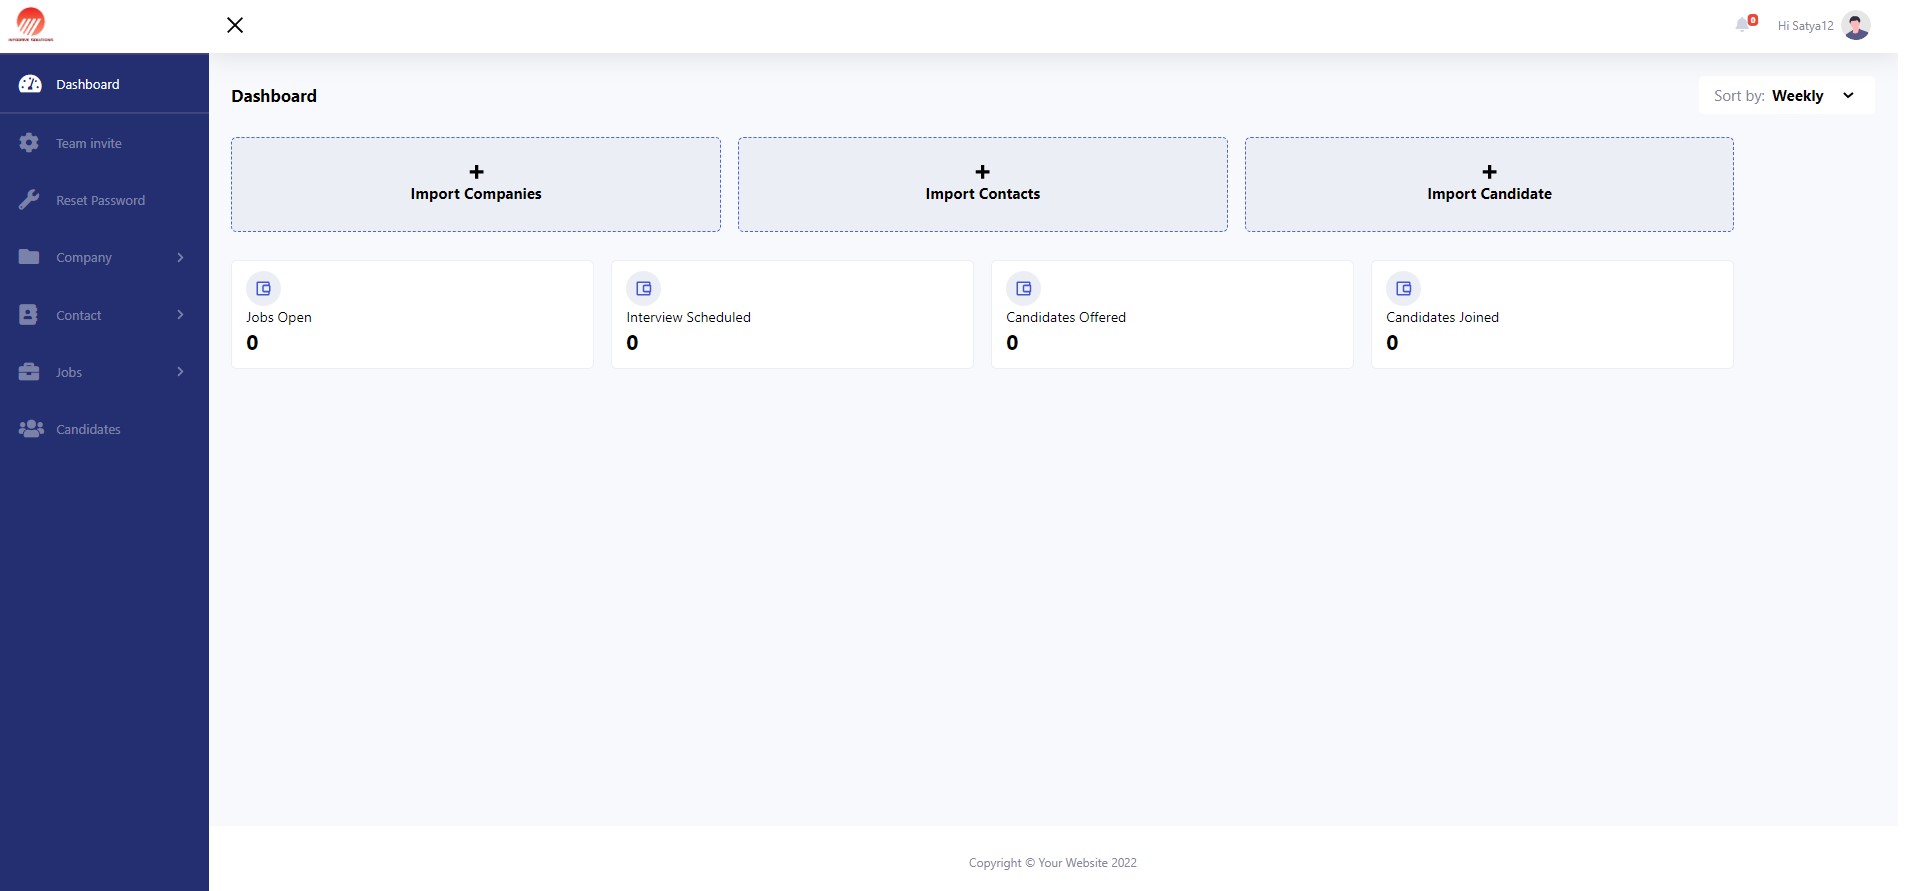 0
Hi Satya12
Dashboard
Team invite
Reset Password
Company
Contact
Jobs
Candidates
Dashboard
Sort by: Weekly
Import Companies
Import Contacts
Import Candidate
Jobs Open
0
Interview Scheduled
0
Candidates Offered
0
Candidates Joined
0
Copyright © Your Website 2022